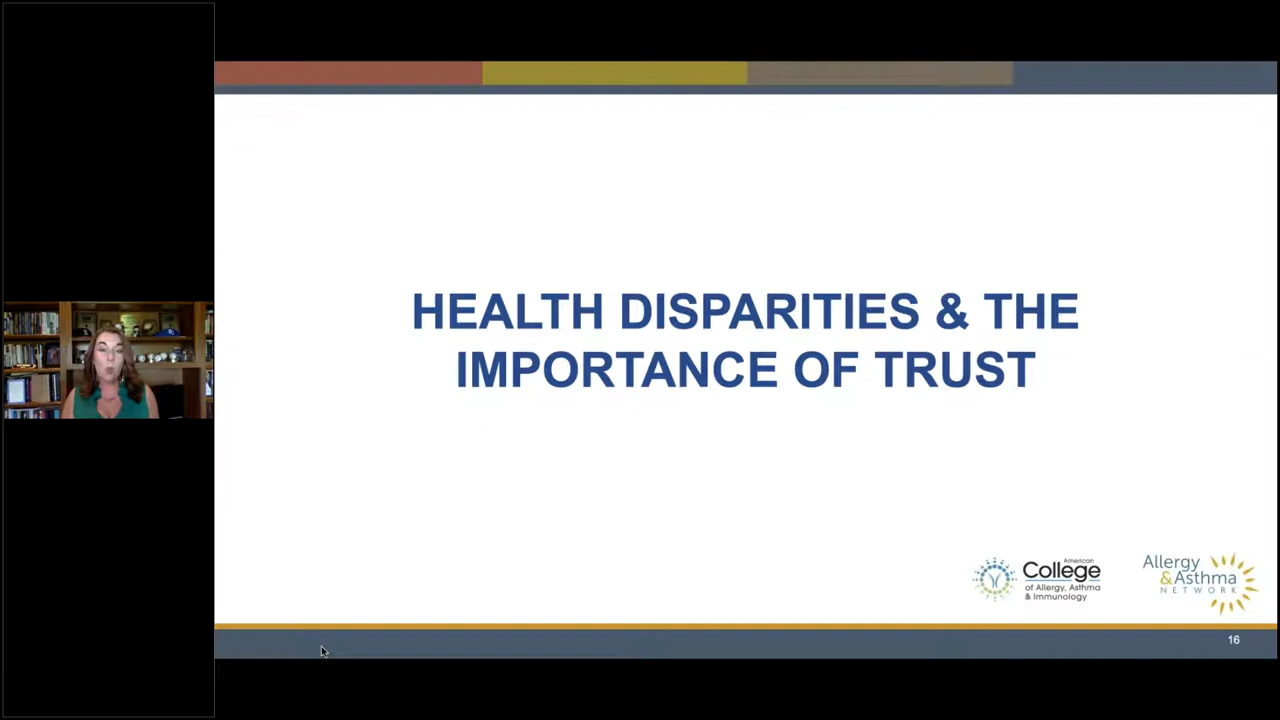 HEALTH DISPARITIES & THE
IMPORTANCE OF TRUST
American
College
of Allergy, Asthma
& Immunology
Allergy
& Asthma
NETWORK
16